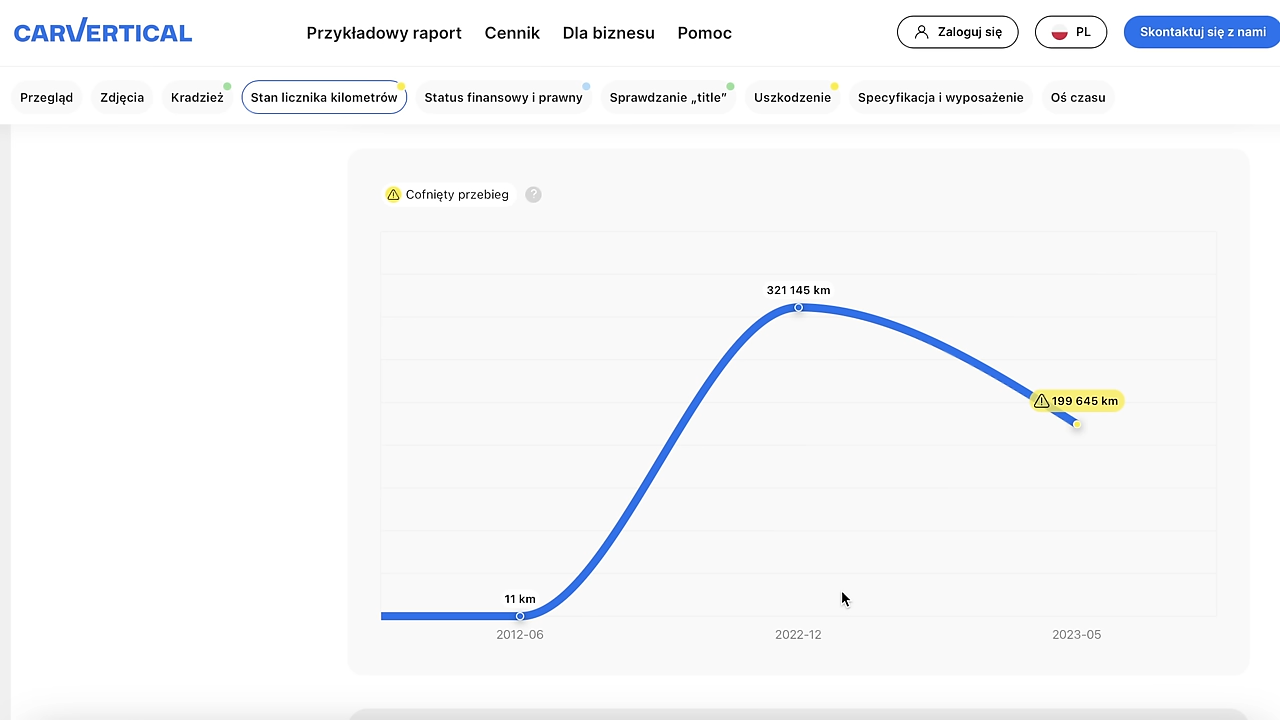 CARVERTICAL
Przykładowy raport
Cennik
Dla biznesu
Pomoc
Zaloguj się
PL
Skontaktuj się z nami
Przegląd
Zdjęcia
Kradzież
Stan licznika kilometrów
Status finansowy i prawny
Sprawdzanie „title”
Uszkodzenie
Specyfikacja i wyposażenie
Oś czasu
Cofnięty przebieg
?
321 145 km
199 645 km
11 km
2012-06
2022-12
2023-05